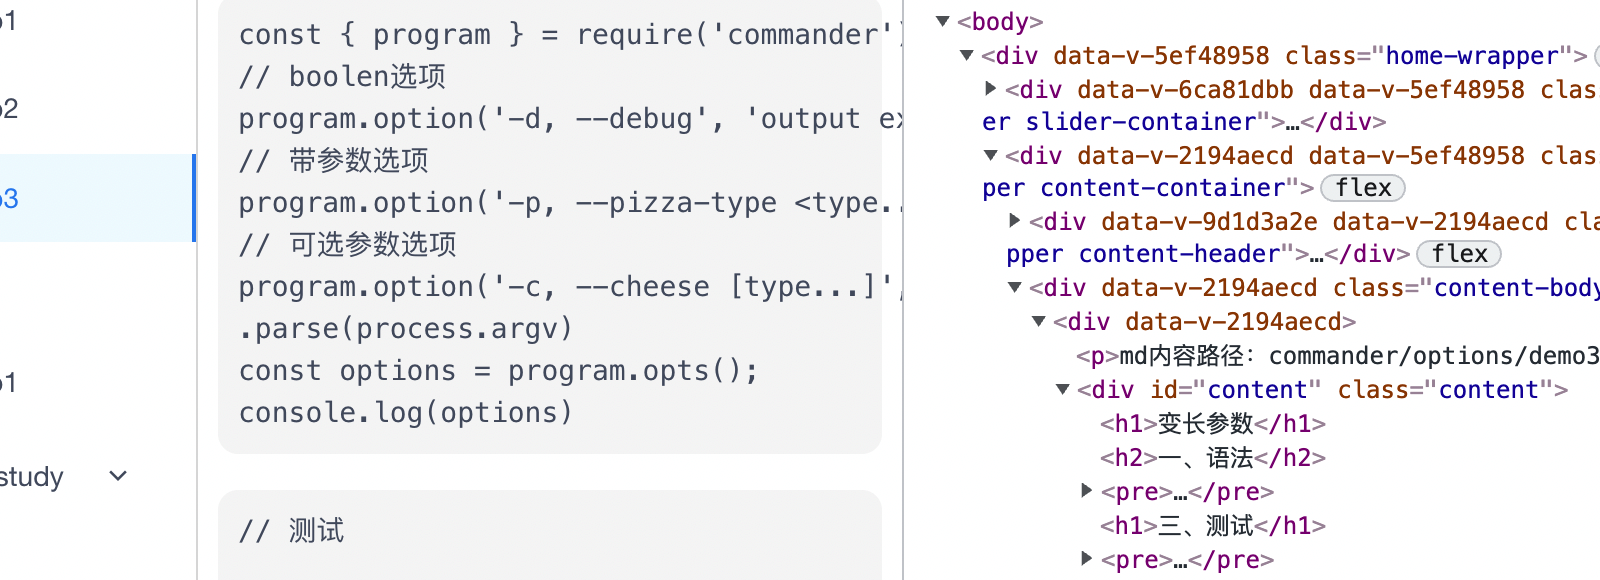 o1
o2
o3
o1
study
const { program } = require('commander'
// boolen选项
program.option('-d, --debug', 'output ex
// 带参数选项
program.option('-p, --pizza-type <type..
// 可选参数选项
program.option('-c, --cheese [type...]',
.parse(process.argv)
const options = program.opts();
console.log(options)
// 测试
<body>
<div data-v-5ef48958 class="home-wrapper">
<div data-v-6ca81dbb data-v-5ef48958 clas
er slider-container">…</div>
<div data-v-2194aecd data-v-5ef48958 clas
per content-container"> flex
<div data-v-9d1d3a2e data-v-2194aecd cla
pper content-header">…</div> flex
<div data-v-2194aecd class="content-body
<div data-v-2194aecd>
<p>md内容路径：commander/options/demo3
<div id="content" class="content">
<h1>变长参数</h1>
<h2>一、语法</h2>
<pre>…</pre>
<h1>三、测试</h1>
<pre>…</pre>